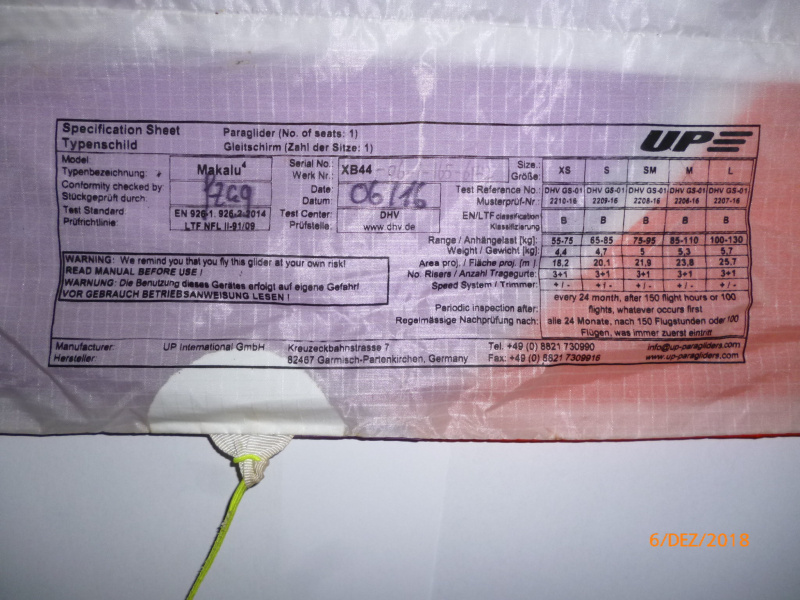 Specification Sheet Paraglider (No. of seats: 1) UP
Typenschild Gleitschirm (Zahl der Sitze: 1)
Model
Typenbezeichnung: Makalu4 Serial No.: Werk Nr.: XB44 Size.: Größe: XS S SM M L
Conformity checked by:
Stückgeprüft durch: Date: Datum: 06/16 Test Reference No.: DHV GS-01 DHV GS-01 DHV GS-01 DHV GS-01 DHV GS-01
Musterprüf-Nr.: 2210-16 2209-16 2208-16 2206-16 2207-16
Test Standard EN 926-1, 926-2:2014 Test Center: DHV EN/LTF classification B B B B B
Prüfrichtlinie: LTF NFL II-91/09 Prüfstelle: www.dhv.de Klassifizierung
Range / Anhängelast [kg]: 55-75 65-85 75-95 85-110 100-130
Weight / Gewicht [kg]: 4,4 4,7 5 5,3 5,7
Area proj. / Fläche proj. [m ]: 18.2 20.1 21,9 23,8 25.7
No. Risers / Anzahl Tragegurte: 3+1 3+1 3+1 3+1 3+1
Speed System / Trimmer: + / - + / - + / - + / - + / -
WARNING: We remind you that you fly this glider at your own risk!
READ MANUAL BEFORE USE !
WARNUNG: Die Benutzung dieses Gerätes erfolgt auf eigene Gefahr!
VOR GEBRAUCH BETRIEBSANWEISUNG LESEN !
Periodic inspection after: every 24 month, after 150 flight hours or 100
flights, whatever occurs first
Regelmässige Nachprüfung nach: alle 24 Monate, nach 150 Flugstunden oder 100
Flügen, was immer zuerst eintrift
Manufacturer: UP International GmbH Kreuzeckbahnstrasse 7 Tel. +49 (0) 8821 730990 info@up-paragliders.com
Hersteller: 82467 Garmisch-Partenkirchen, Germany Fax: +49 (0) 8821 7309916 www.up-paragliders.com
6/DEZ/2018